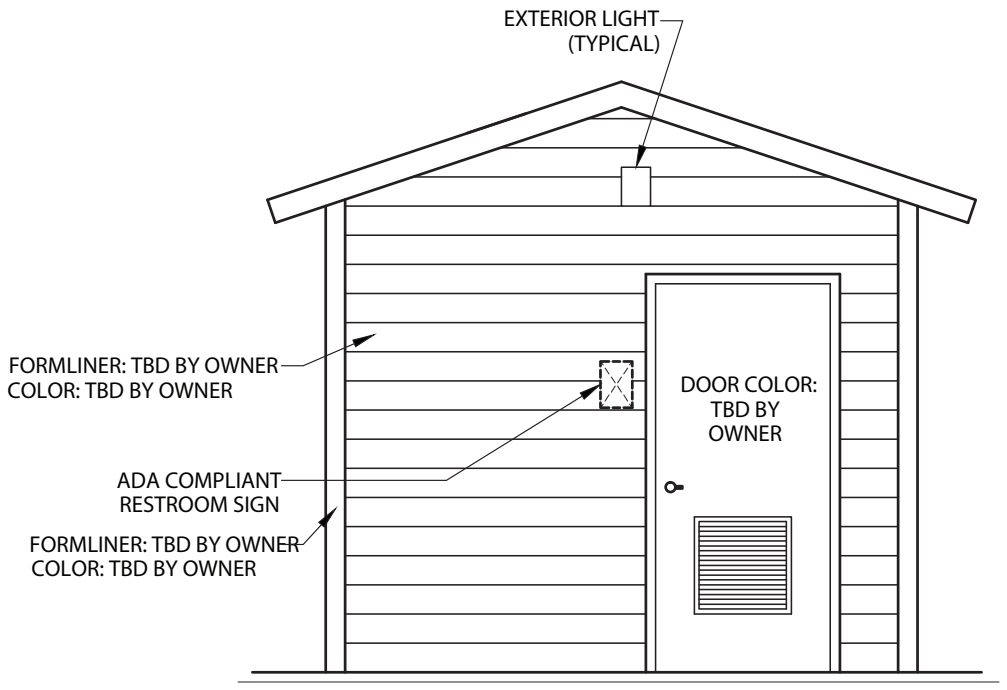 EXTERIOR LIGHT
(TYPICAL)
FORMLINER: TBD BY OWNER
COLOR: TBD BY OWNER
DOOR COLOR:
TBD BY
OWNER
ADA COMPLIANT
RESTROOM SIGN
FORMLINER: TBD BY OWNER
COLOR: TBD BY OWNER